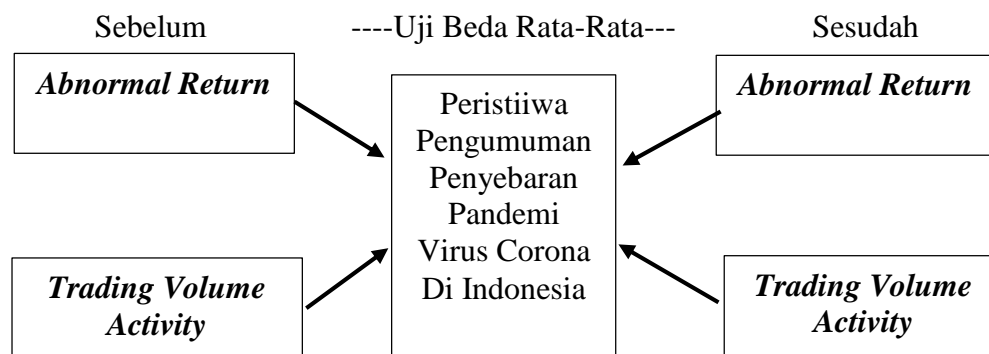 Sebelum ----Uji Beda Rata-Rata--- Sesudah
Abnormal Return
Peristiiwa
Pengumuman
Penyebaran
Pandemi
Virus Corona
Di Indonesia
Abnormal Return
Trading Volume
Activity
Trading Volume
Activity